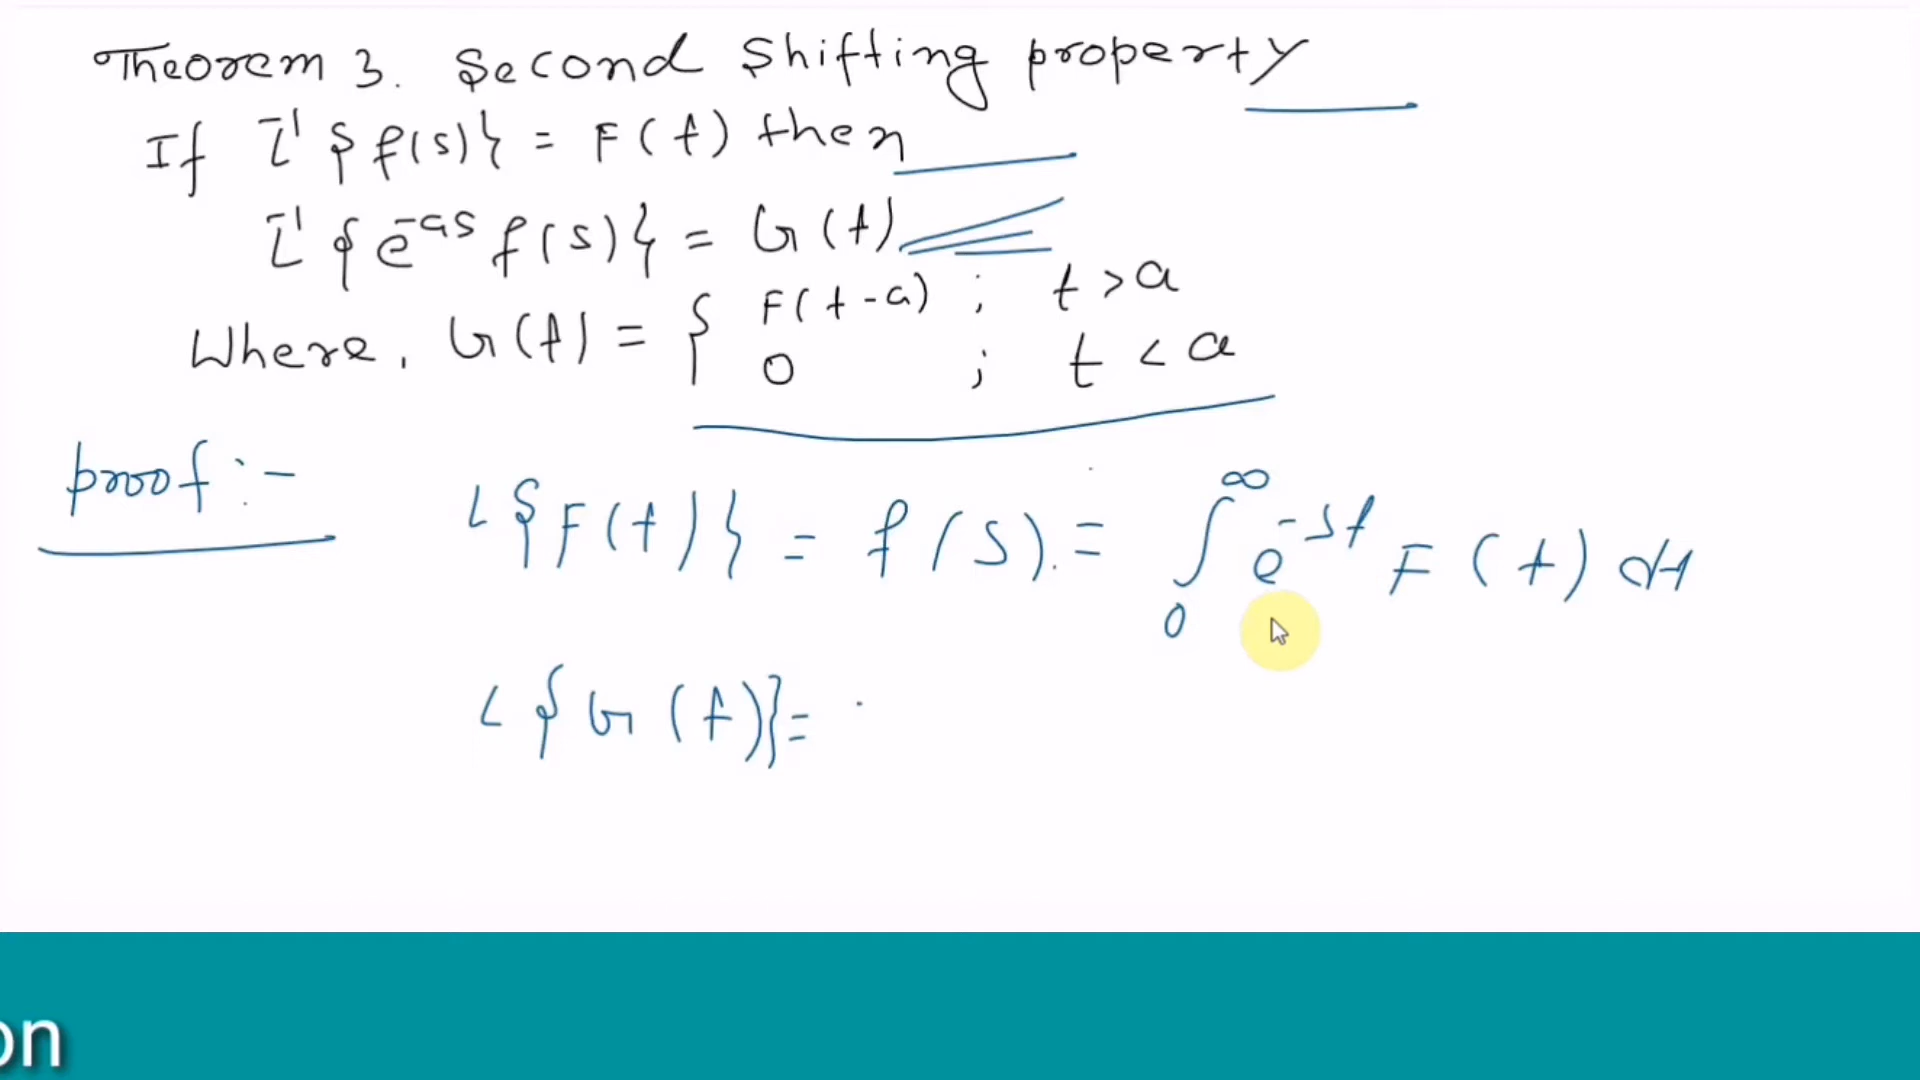 Theorem 3. Second Shifting property
If L⁻¹{f(s)} = F(t) then
L⁻¹{e^-as f(s)} = G(t)
Where, G(t) = { F(t-a) ; t > a
0 ; t < a
proof :-
L{F(t)} = f(s). = ∫₀^∞ e^-st F(t) dt
L{G(t)} =
on